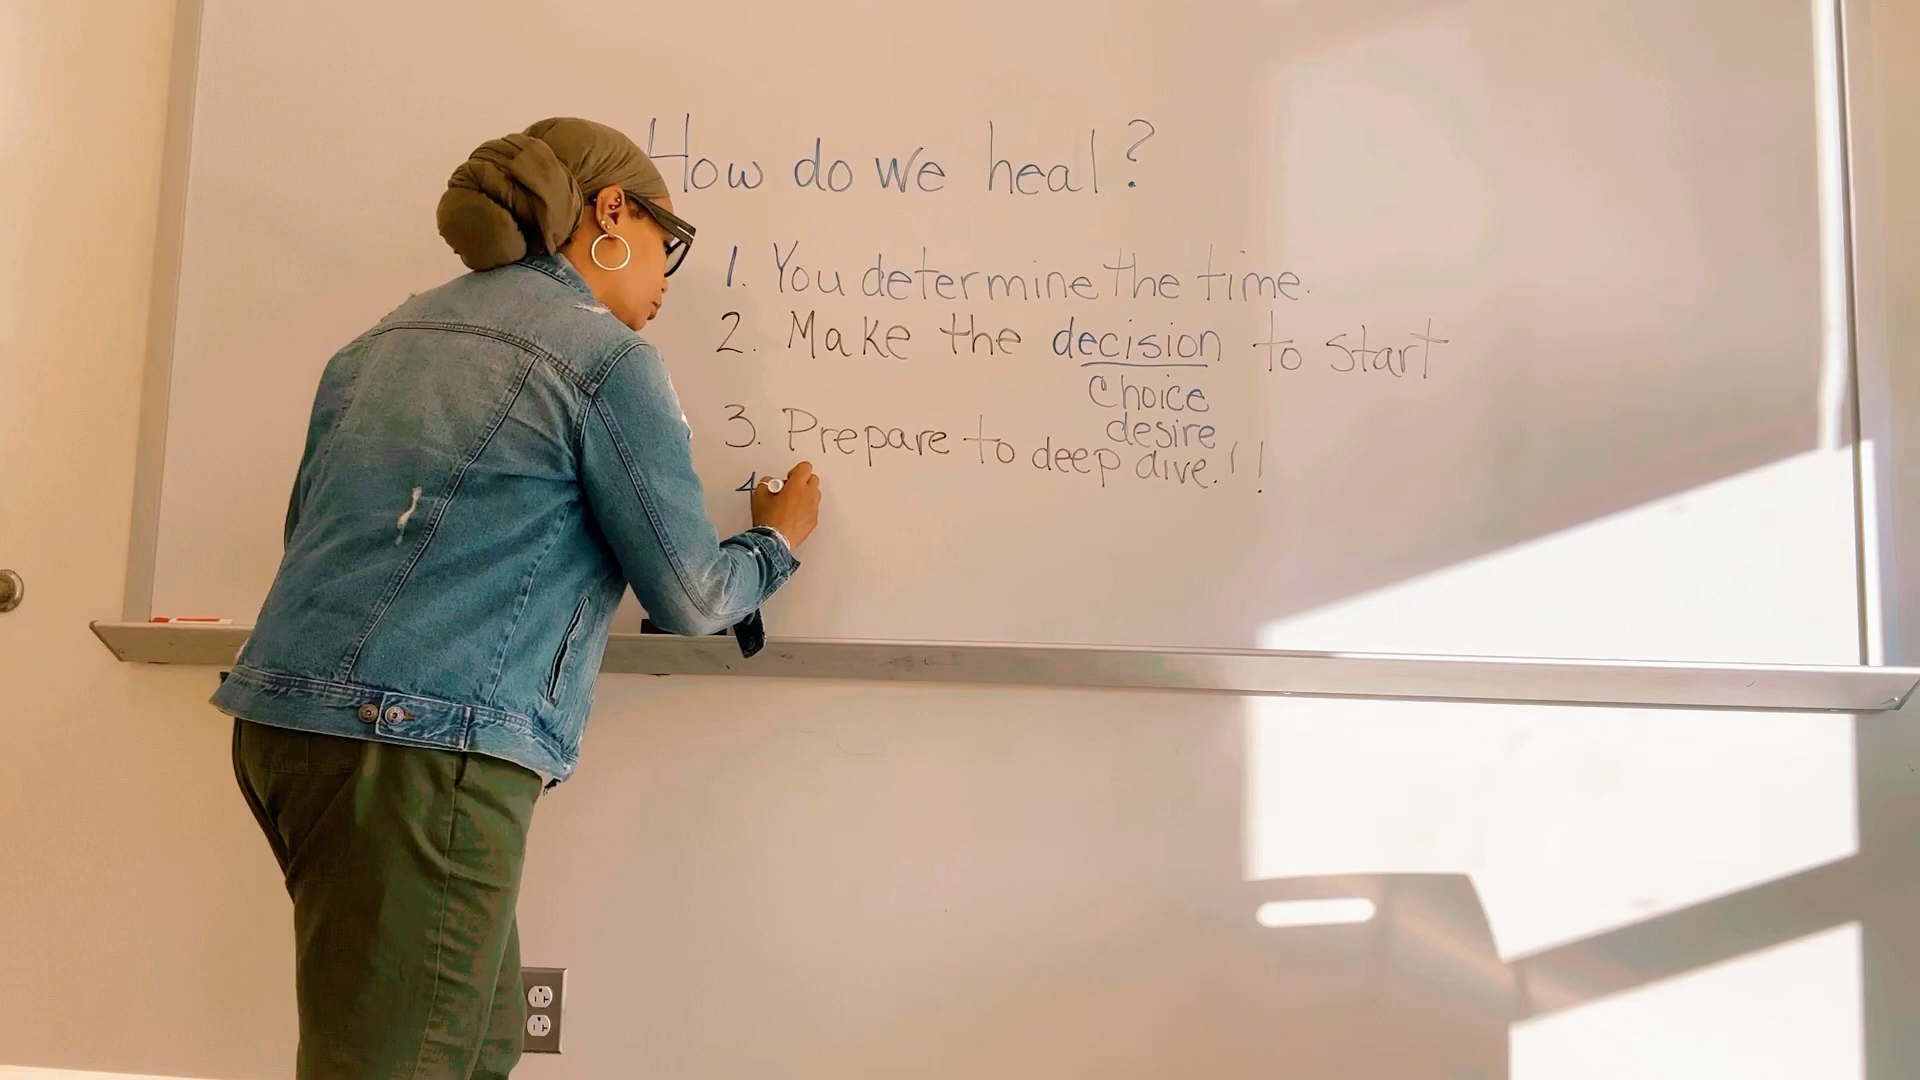 How do we heal?
1. You determine the time.
2. Make the decision to start
choice
desire
3. Prepare to deep dive.!!
4